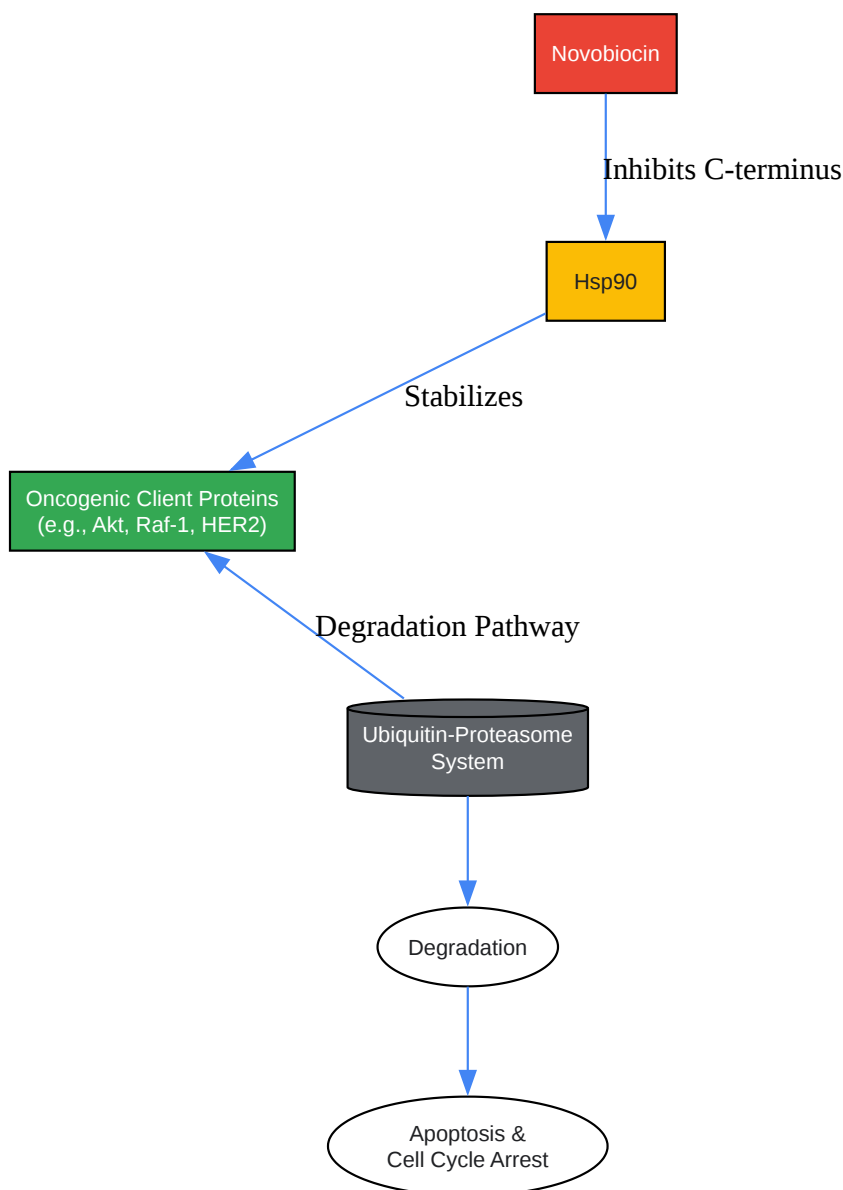 Novobiocin
Inhibits C-terminus
Hsp90
Stabilizes
Oncogenic Client Proteins
(e.g., Akt, Raf-1, HER2)
Degradation Pathway
Ubiquitin-Proteasome
System
Degradation
Apoptosis &
Cell Cycle Arrest